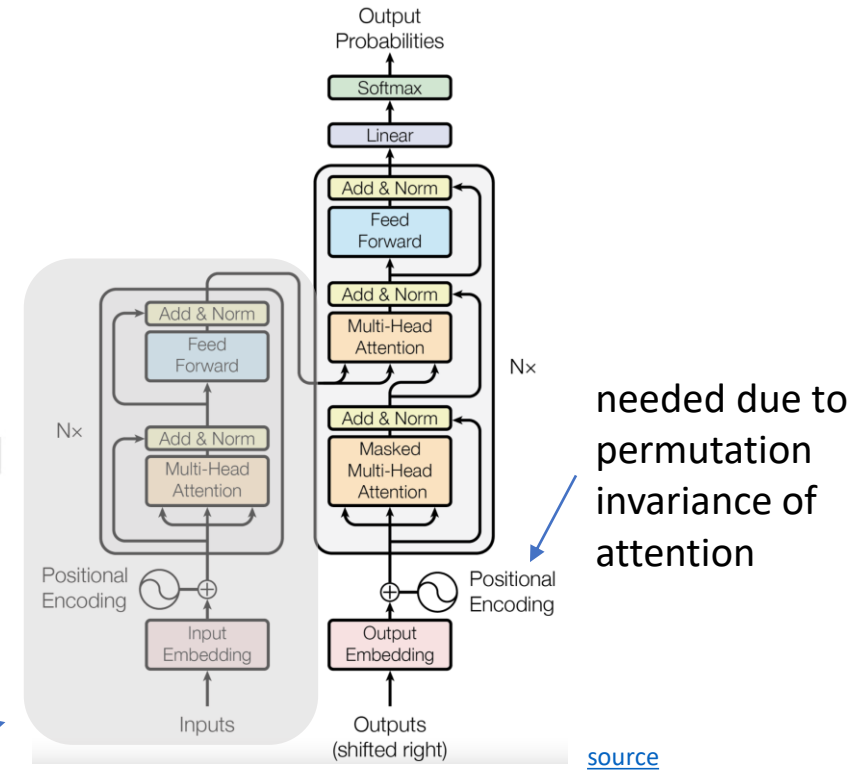 Output
Probabilities
Softmax
Linear
Add & Norm
Feed
Forward
Add & Norm
Multi-Head
Attention
Nx
Add & Norm
Masked
Multi-Head
Attention
Positional
Encoding
Output
Embedding
Outputs
(shifted right)
Add & Norm
Feed
Forward
Nx
Add & Norm
Multi-Head
Attention
Positional
Encoding
Input
Embedding
Inputs
needed due to
permutation
invariance of
attention
source